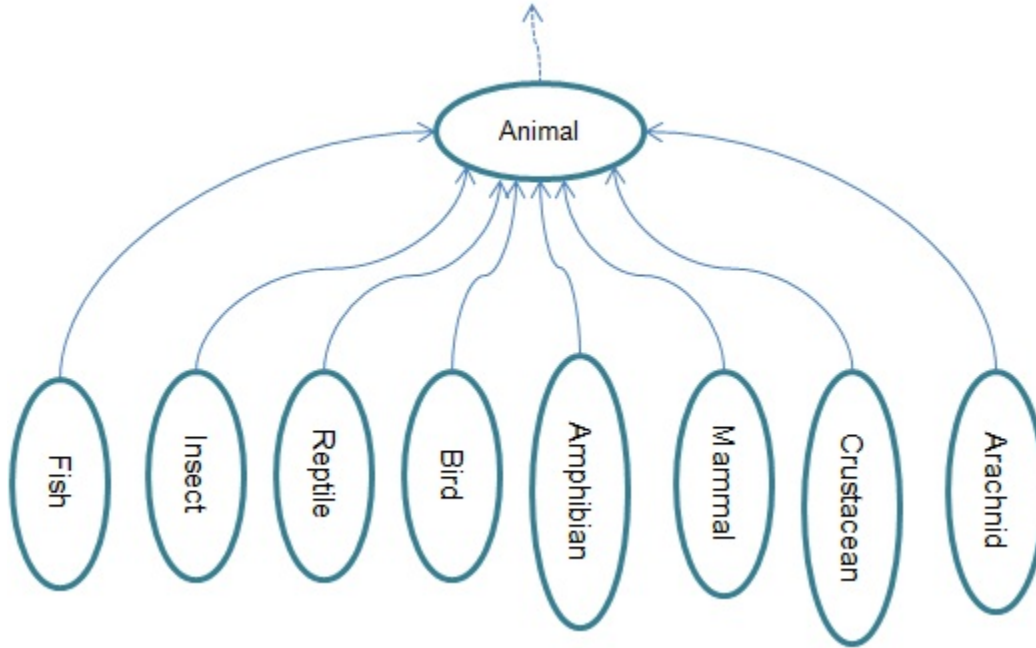 Animal
Fish
Insect
Reptile
Bird
Amphibian
Mammal
Crustacean
Arachnid